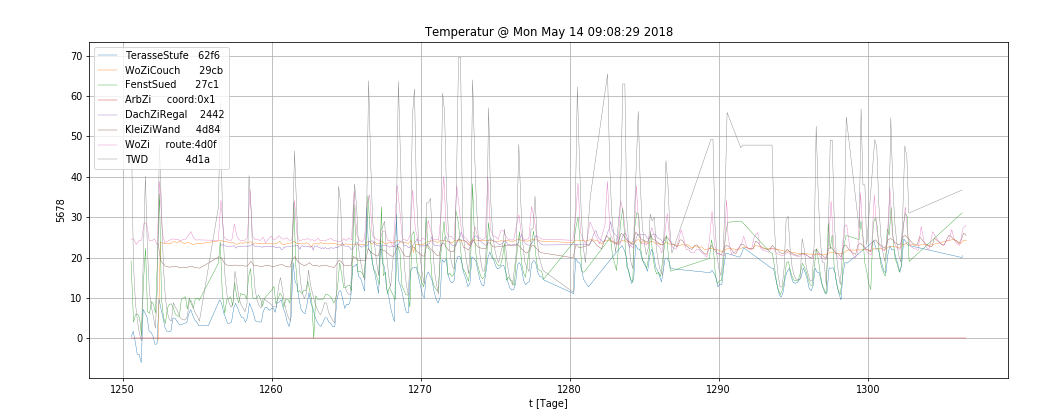 Temperatur @ Mon May 14 09:08:29 2018
70
60
50
40
30
20
10
0
5678
TerasseStufe 62f6
WoZiCouch 29cb
FenstSued 27c1
ArbZi coord:0x1
DachZiRegal 2442
KleiZiWand 4d84
WoZi route:4d0f
TWD 4d1a
1250 1260 1270 1280 1290 1300
t [Tage]